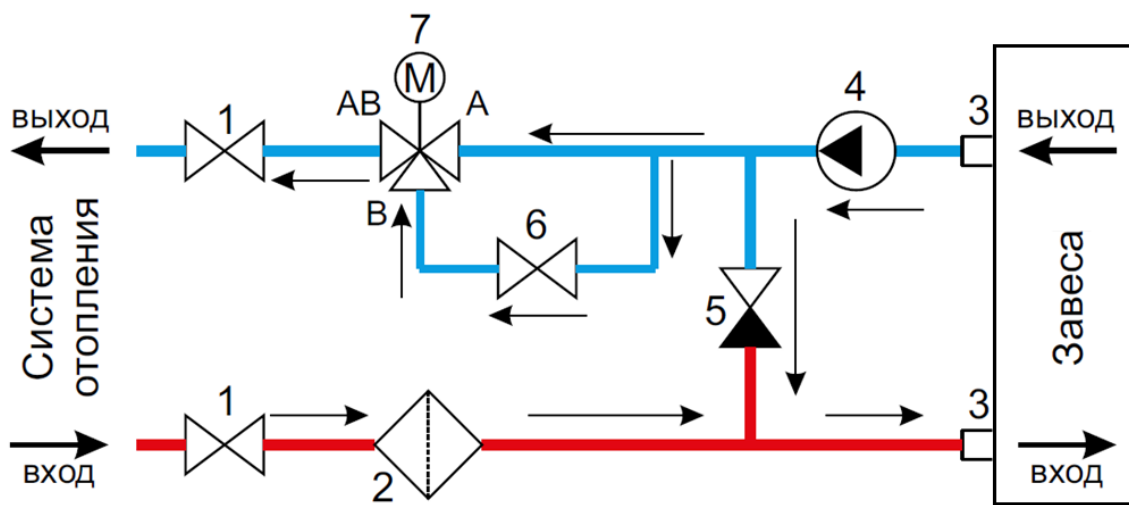 7
M
AB
A
1
4
3
ВЫХОД
ВЫХОД
B
6
Система
отопления
5
Завеса
1
3
2
ВХОД
ВХОД